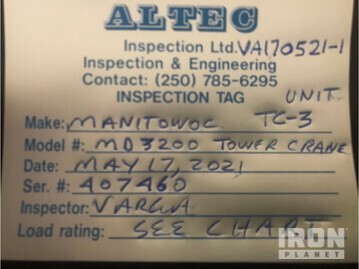 ALTEC
Inspection Ltd. VA170521-1
Inspection & Engineering
Contact: (250) 785-6295
INSPECTION TAG UNIT
Make: MANITOWOC TC-3
Model #: MD3200 TOWER CRANE
Date: MAY 17, 2021
Ser. #: 407460
Inspector: VARGA
Load rating: SEE CHART
IRON
PLANET